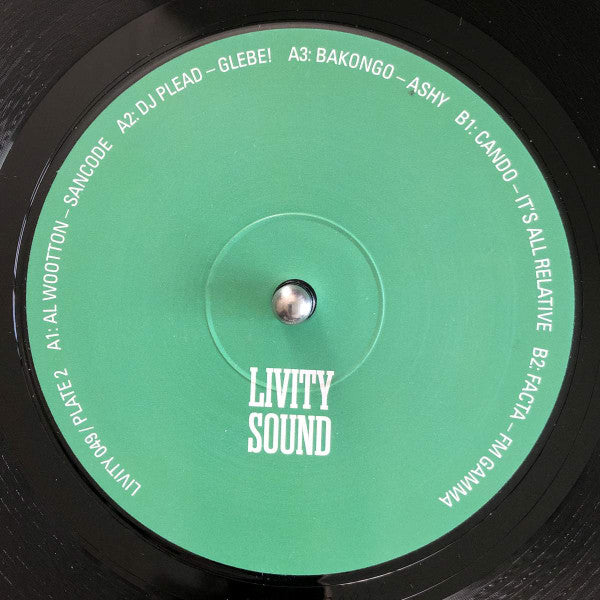 LIVITY 049 / PLATE 2 A1: AL WOOTTON – SANCODE A2: DJ PLEAD – GLEBE! A3: BAKONGO – ASHY B1: CANDO – IT'S ALL RELATIVE B2: FACTA – FM GAMMA
LIVITY
SOUND